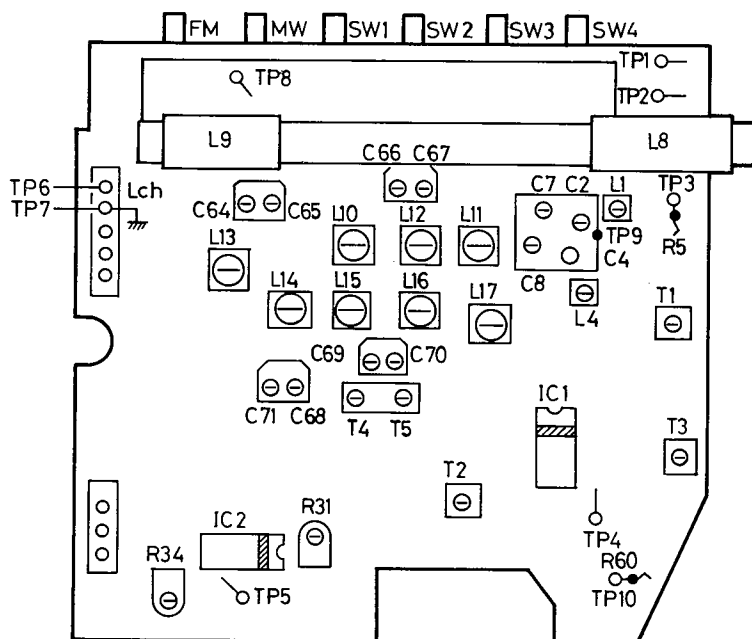 FM MW SW1 SW2 SW3 SW4
TP1
TP8
TP2
L9 L8
C66 C67
TP6 Lch
TP7
C64 C65
C7 C2 L1 TP3
L10 L12 L11
TP9
R5
L13
C4
C8
L14 L15 L16
L17
L4
T1
C69 C70
C71 C68
T4 T5
IC1
T3
T2
R31
IC2
R34
TP4
R60
TP5
TP10